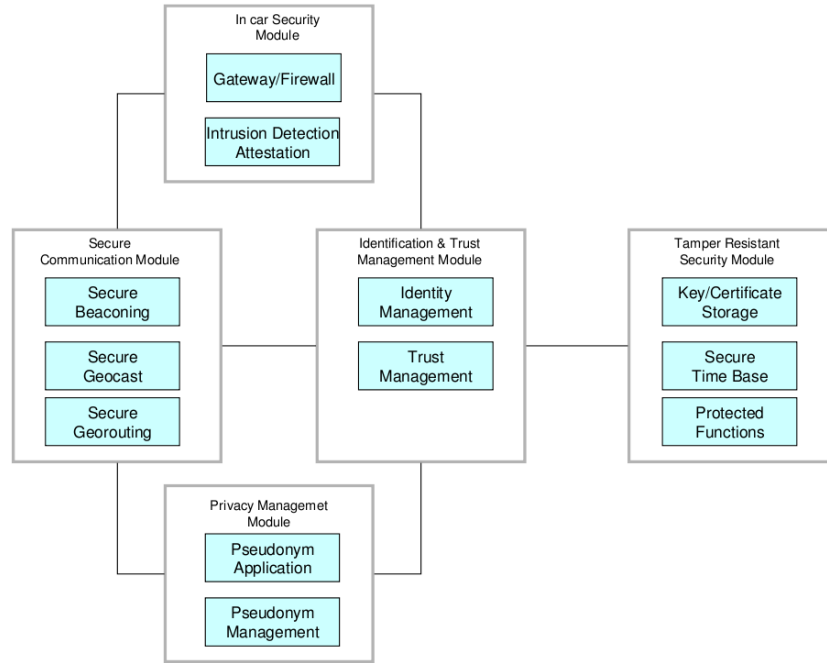 In car Security
Module
Gateway/Firewall
Intrusion Detection
Attestation
Secure
Communication Module
Secure
Beaconing
Secure
Geocast
Secure
Georouting
Identification & Trust
Management Module
Identity
Management
Trust
Management
Tamper Resistant
Security Module
Key/Certificate
Storage
Secure
Time Base
Protected
Functions
Privacy Managemet
Module
Pseudonym
Application
Pseudonym
Management